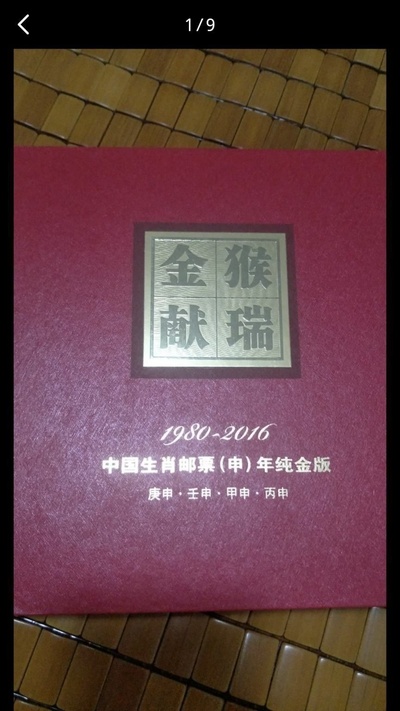 1/9
金猴
献瑞
1980-2016
中国生肖邮票(申)年纯金版
庚申·壬申·甲申·丙申